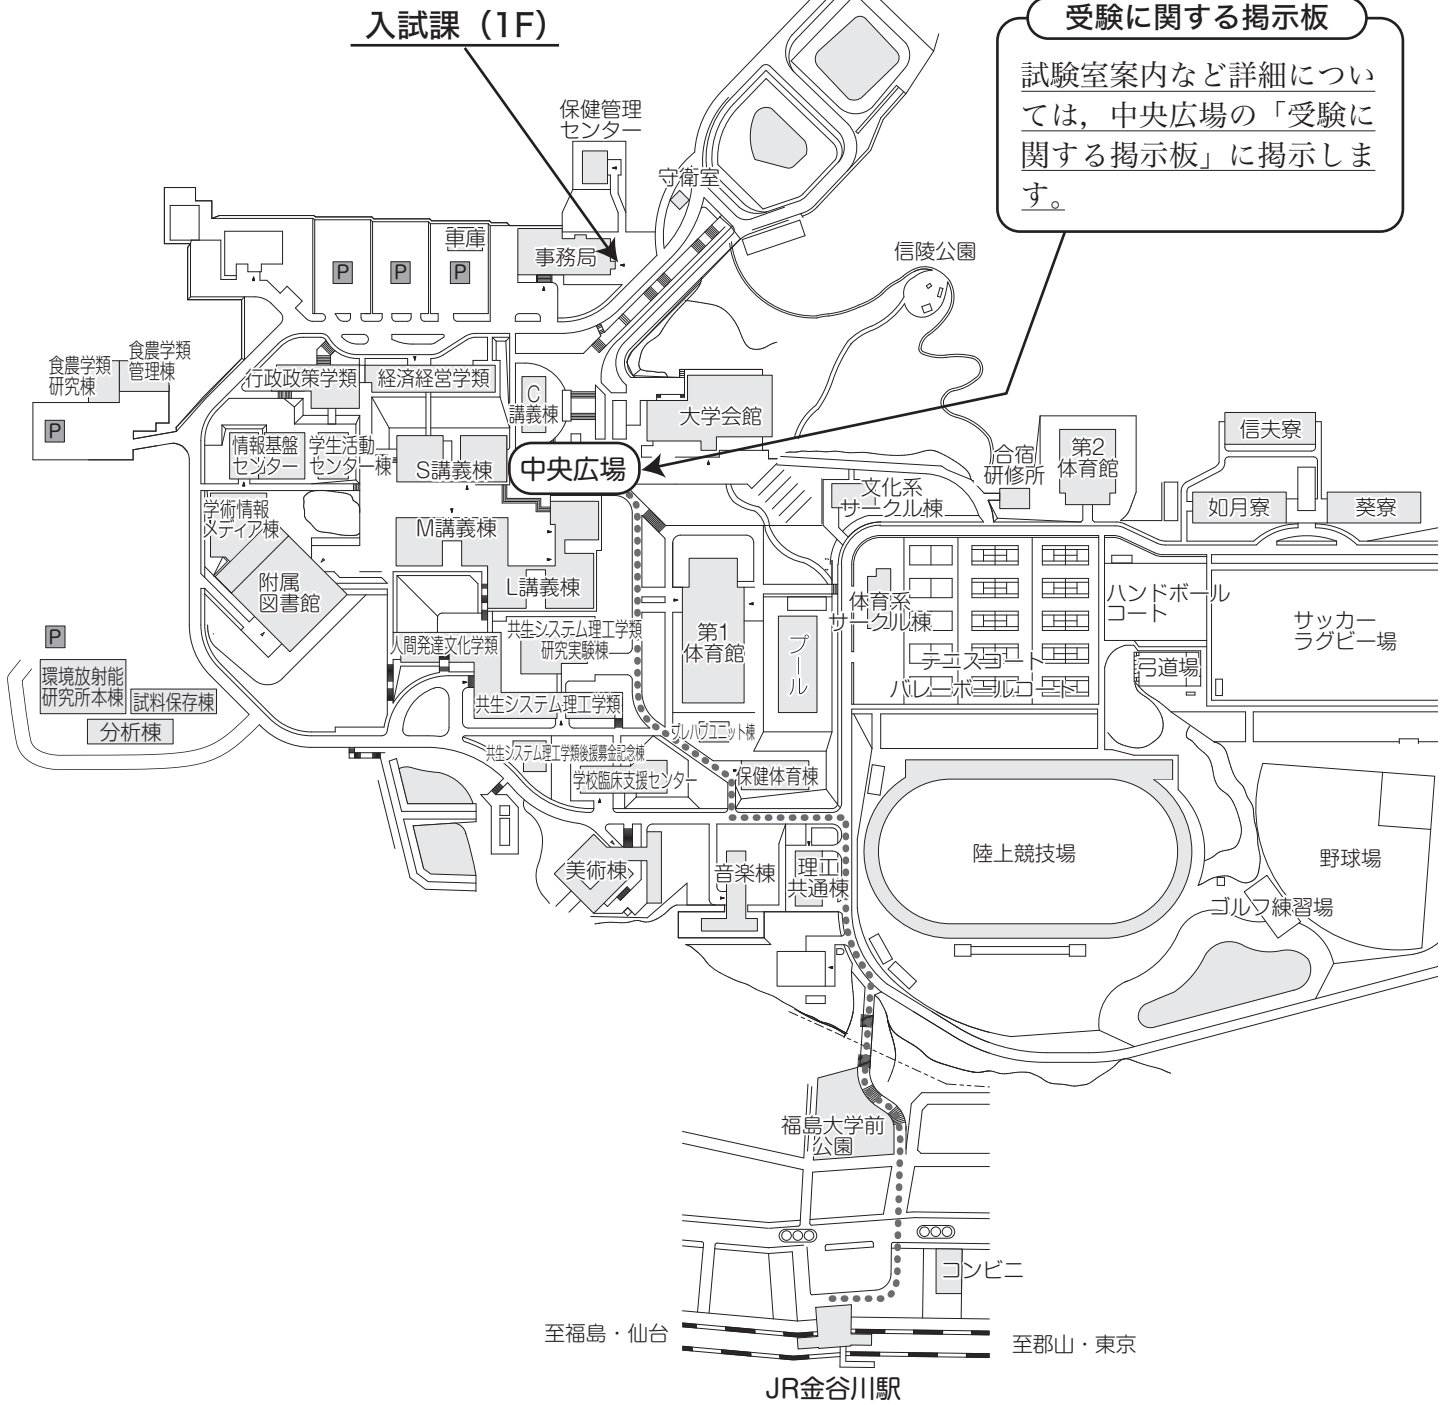 入試課（1F）
受験に関する掲示板
試験室案内など詳細につい
ては，中央広場の「受験に
関する掲示板」に掲示しま
す。
保健管理
センター
守衛室
車庫
事務局
信陵公園
P
P
P
食農学類
研究棟
食農学類
管理棟
行政政策学類
経済経営学類
C
講義棟
大学会館
P
情報基盤
センター
学生活動
センター棟
S講義棟
中央広場
文化系
サークル棟
合宿
研修所
第2
体育館
信夫寮
如月寮
葵寮
学術情報
メディア棟
M講義棟
附属
図書館
L講義棟
体育系
サークル棟
ハンドボール
コート
サッカー
ラグビー場
P
人間発達文化学類
共生システム理工学類
研究実験棟
第1
体育館
プール
テニスコート
バレーボールコート
弓道場
環境放射能
研究所本棟
試料保存棟
分析棟
共生システム理工学類
プレハブユニット棟
共生システム理工学類後援募金記念棟
学校臨床支援センター
保健体育棟
美術棟
音楽棟
理工
共通棟
陸上競技場
野球場
ゴルフ練習場
福島大学前
公園
コンビニ
至福島・仙台
至郡山・東京
JR金谷川駅